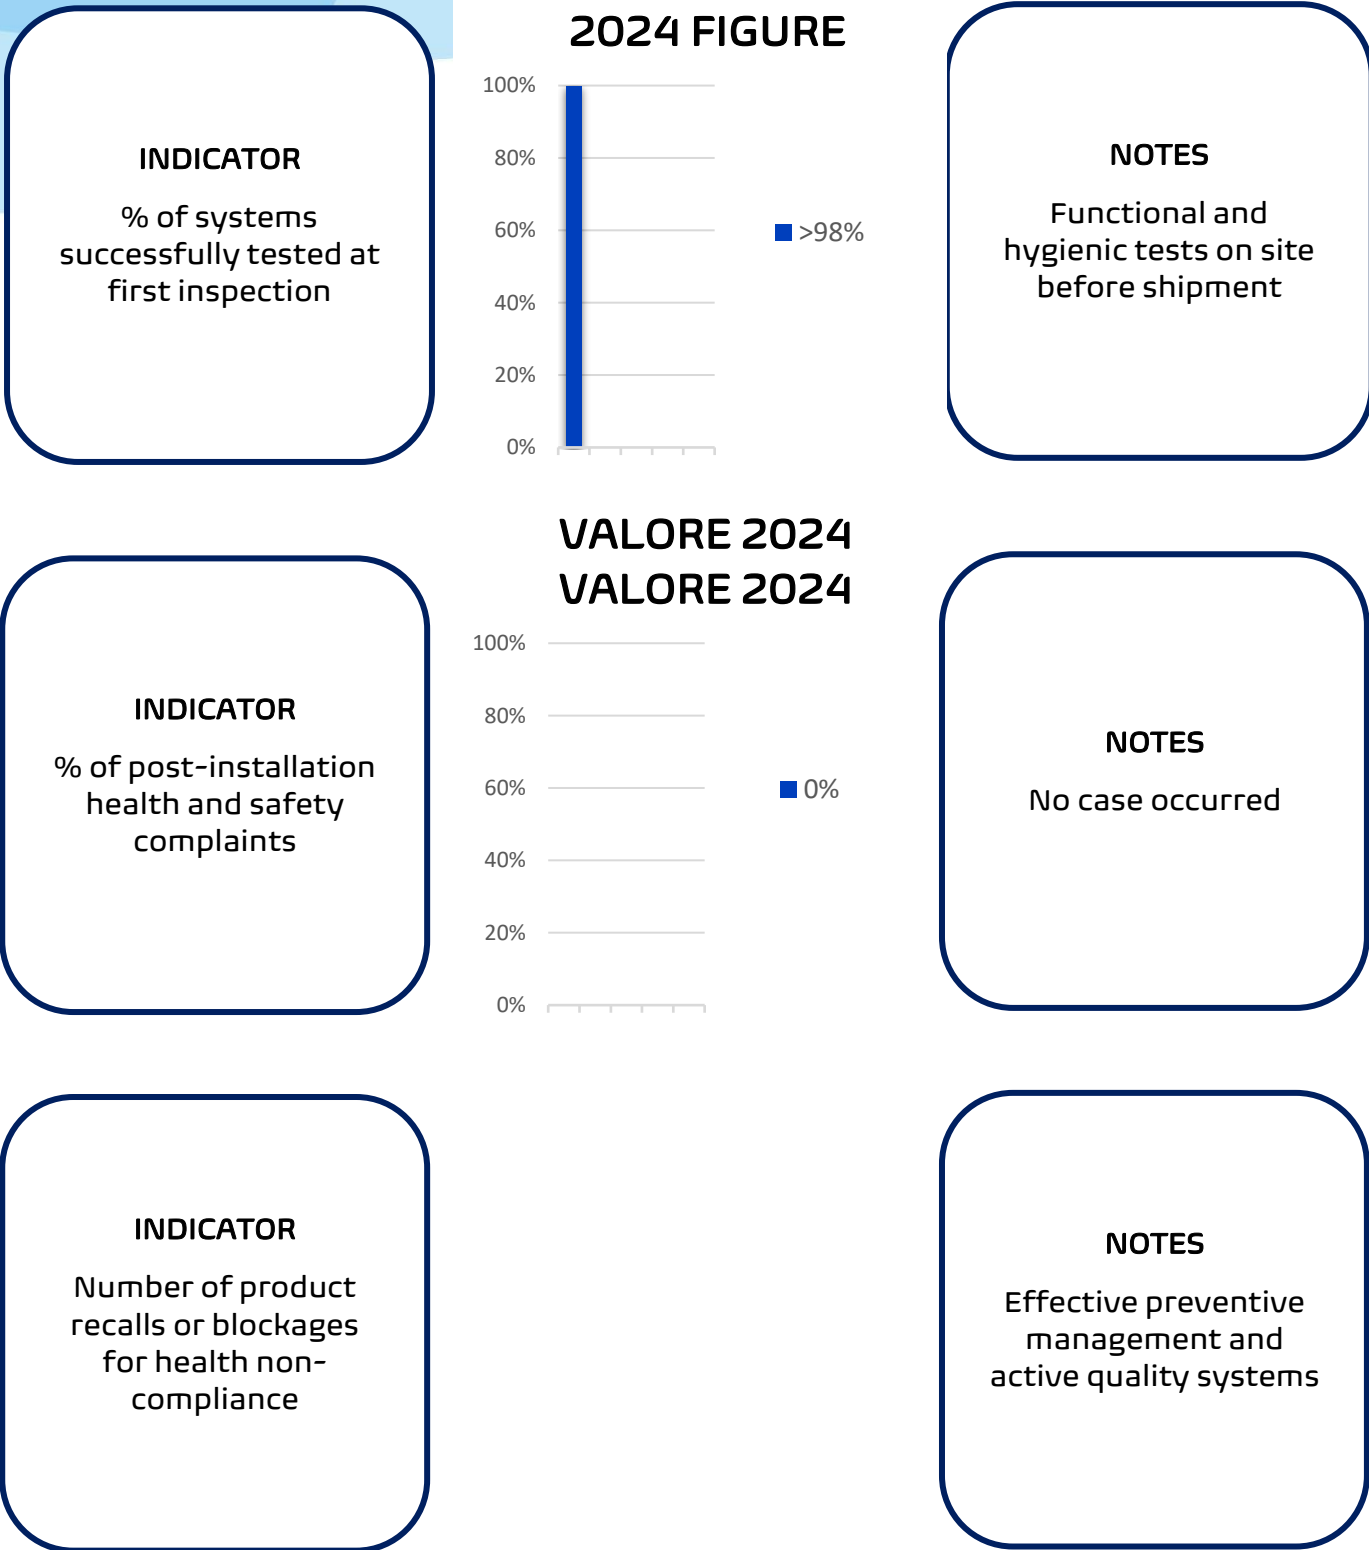 INDICATOR
% of systems
successfully tested at
first inspection
2024 FIGURE
100%
80%
60%
40%
20%
0%
>98%
NOTES
Functional and
hygienic tests on site
before shipment
INDICATOR
% of post-installation
health and safety
complaints
VALORE 2024
VALORE 2024
100%
80%
60%
40%
20%
0%
0%
NOTES
No case occurred
INDICATOR
Number of product
recalls or blockages
for health non-
compliance
NOTES
Effective preventive
management and
active quality systems